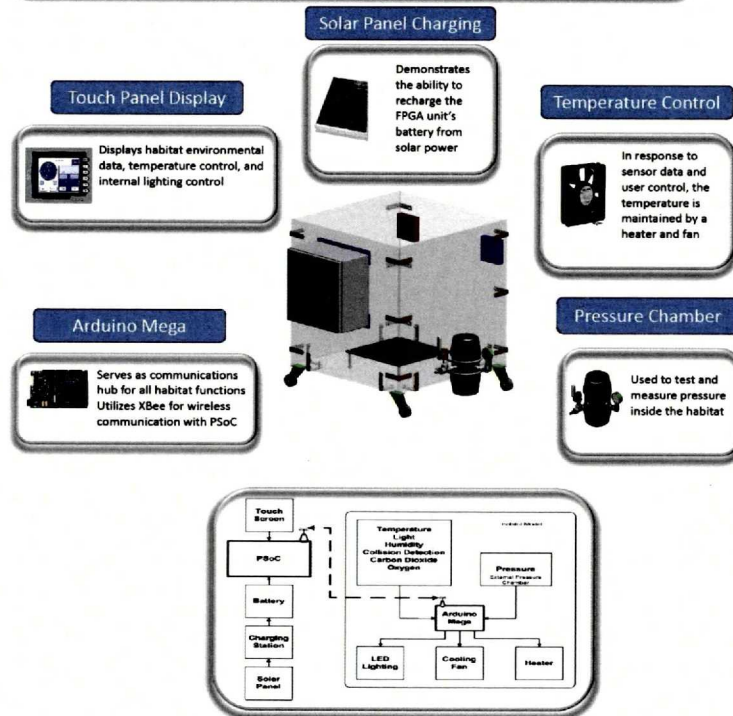 Solar Panel Charging
Demonstrates
the ability to
recharge the
FPGA unit's
battery from
solar power
Touch Panel Display
Displays habitat environmental
data, temperature control, and
internal lighting control
Temperature Control
In response to
sensor data and
user control, the
temperature is
maintained by a
heater and fan
Arduino Mega
Serves as communications
hub for all habitat functions
Utilizes XBee for wireless
communication with PSoC
Pressure Chamber
Used to test and
measure pressure
inside the habitat
Touch
Screen
PSoC
Battery
Charging
Station
Solar
Panel
Temperature
Light
Humidity
Collision Detection
Carbon Dioxide
Oxygen
Habitat Model
Pressure
External Pressure
Chamber
Arduino
Mega
LED
Lighting
Cooling
Fan
Heater